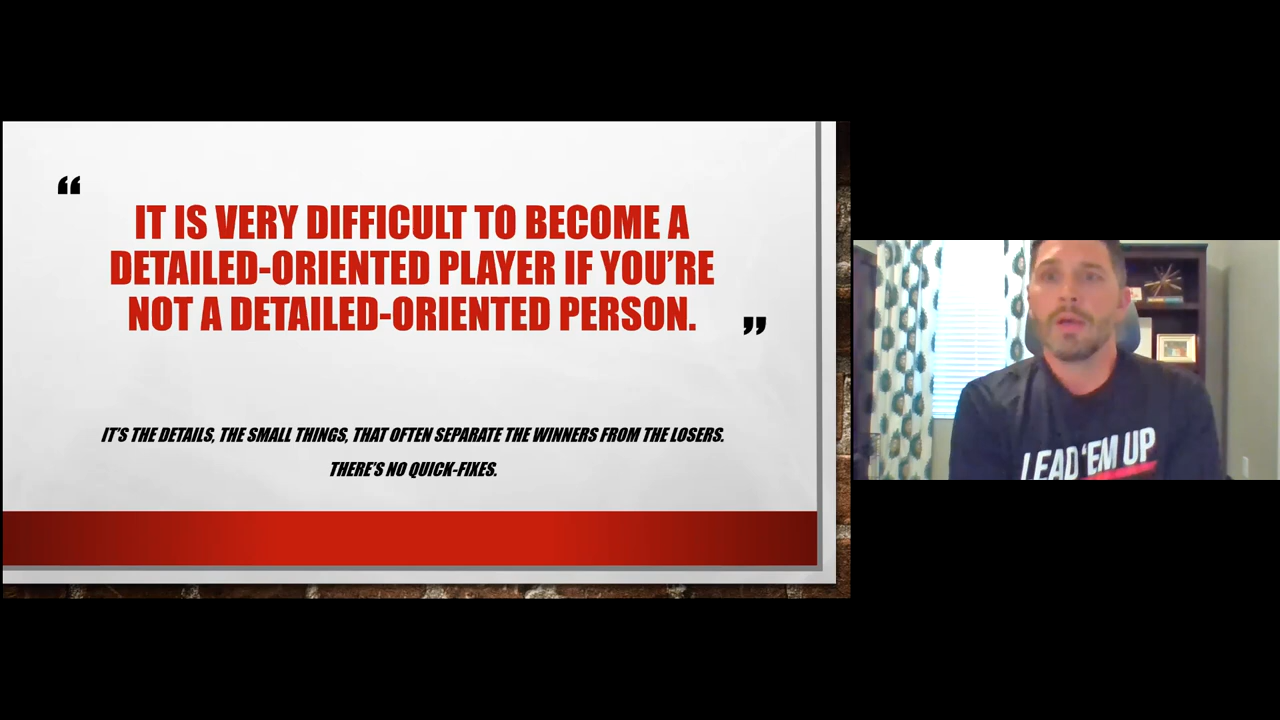 “
IT IS VERY DIFFICULT TO BECOME A
DETAILED-ORIENTED PLAYER IF YOU’RE
NOT A DETAILED-ORIENTED PERSON.
”
IT’S THE DETAILS, THE SMALL THINGS, THAT OFTEN SEPARATE THE WINNERS FROM THE LOSERS.
THERE’S NO QUICK-FIXES.
LEAD ‘EM UP